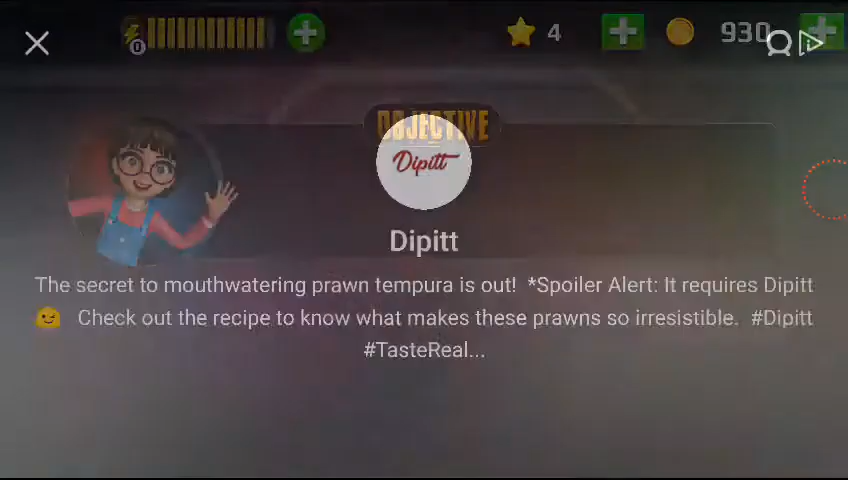 0
4
930
OBJECTIVE
Dipitt
Dipitt
The secret to mouthwatering prawn tempura is out! *Spoiler Alert: It requires Dipitt
😉 Check out the recipe to know what makes these prawns so irresistible. #Dipitt
#TasteReal...